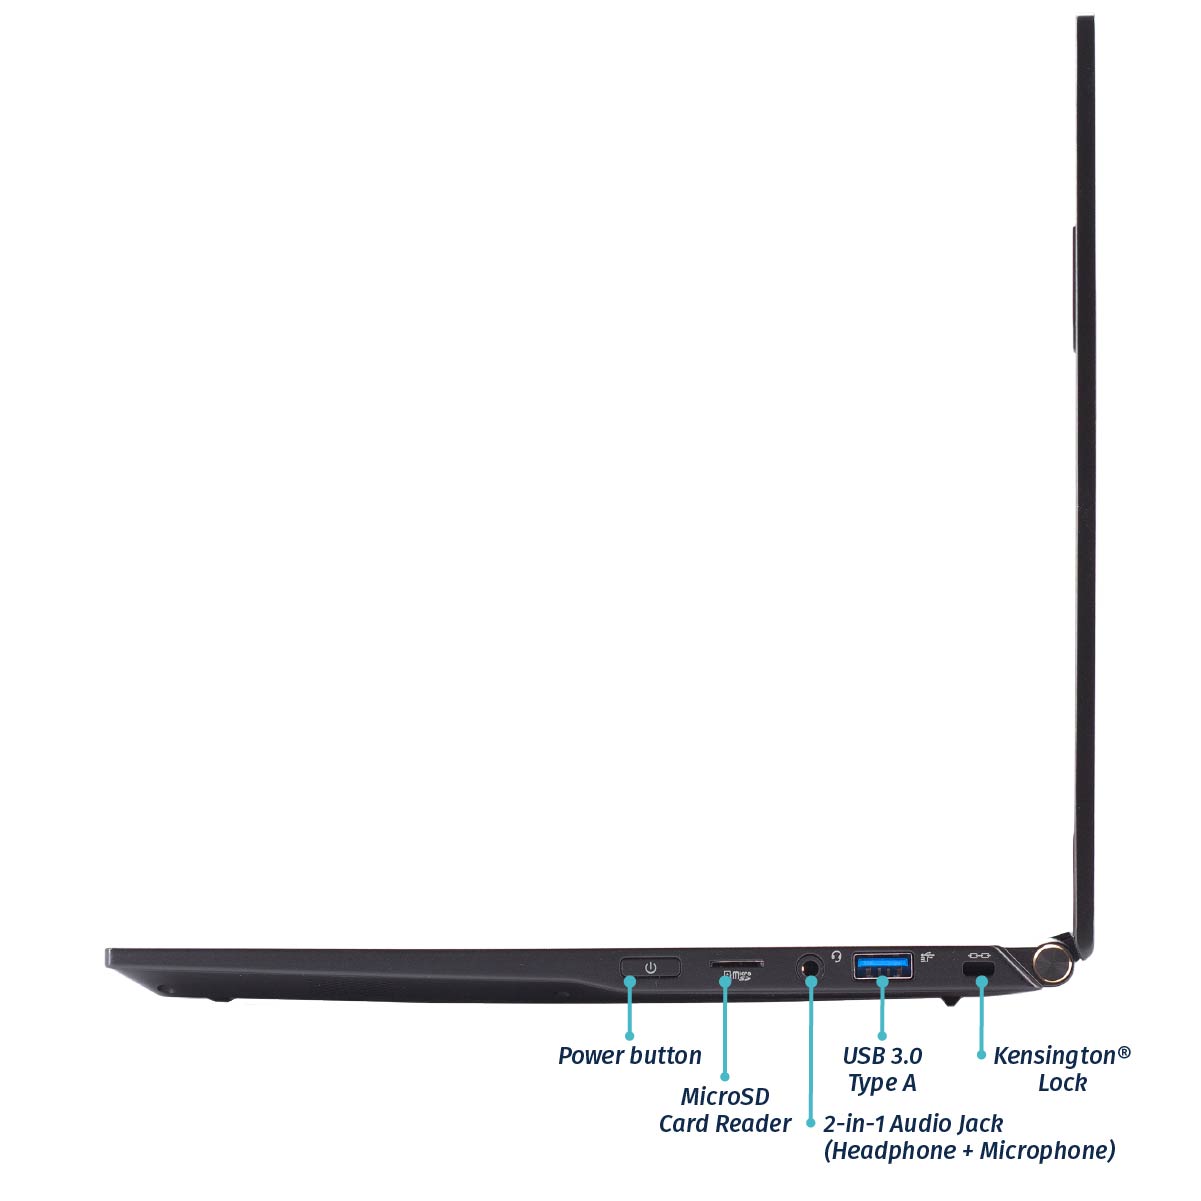 Power button
MicroSD
Card Reader
2-in-1 Audio Jack
(Headphone + Microphone)
USB 3.0
Type A
Kensington®
Lock